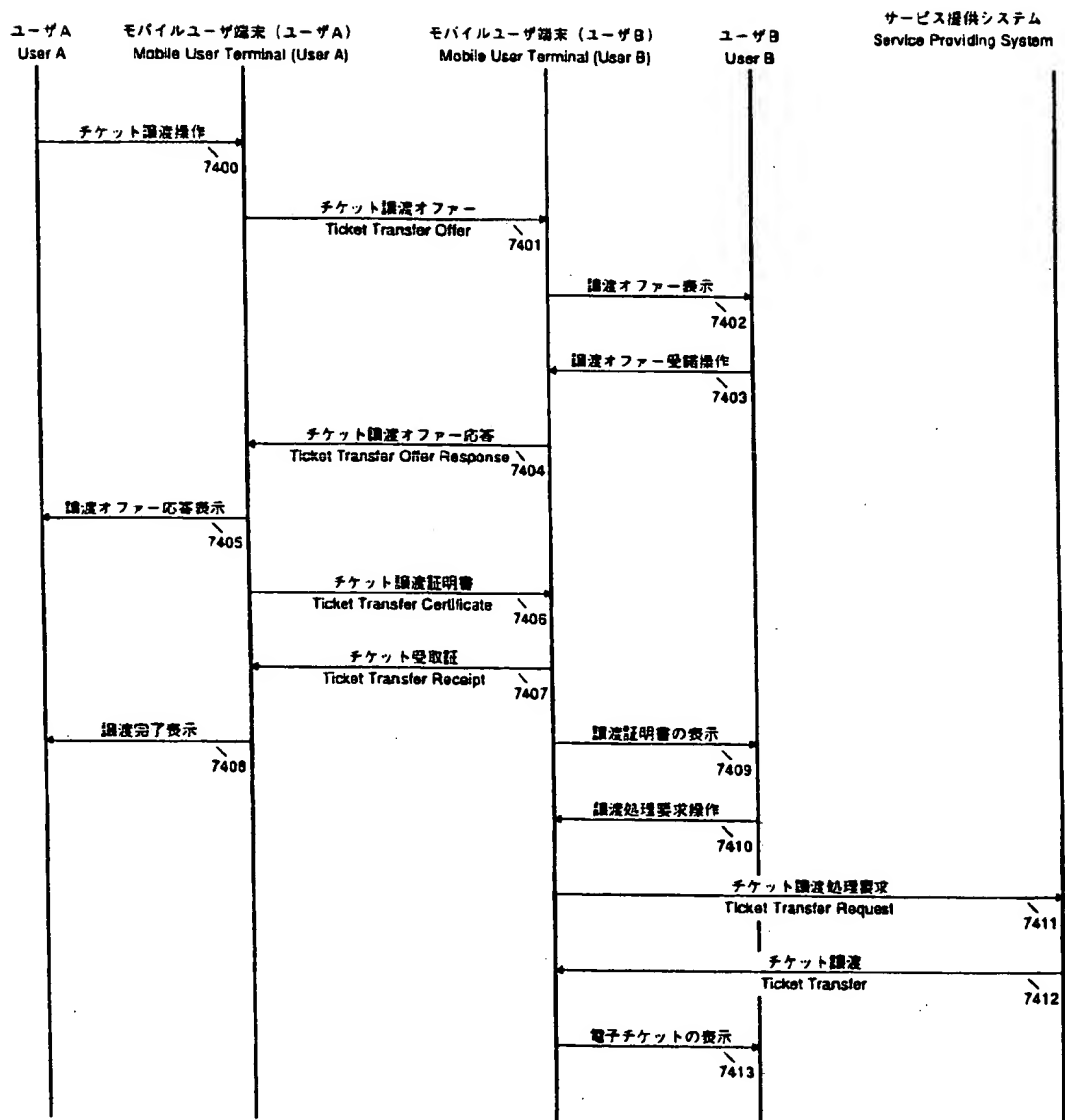 ユーザA
User A
モバイルユーザ端末（ユーザA）
Mobile User Terminal (User A)
モバイルユーザ端末（ユーザB）
Mobile User Terminal (User B)
ユーザB
User B
サービス提供システム
Service Providing System
チケット譲渡操作
7400
チケット譲渡オファー
Ticket Transfer Offer
7401
譲渡オファー表示
7402
譲渡オファー受諾操作
7403
チケット譲渡オファー応答
Ticket Transfer Offer Response
7404
譲渡オファー応答表示
7405
チケット譲渡証明書
Ticket Transfer Certificate
7406
チケット受取証
Ticket Transfer Receipt
7407
譲渡完了表示
7408
譲渡証明書の表示
7409
譲渡処理要求操作
7410
チケット譲渡処理要求
Ticket Transfer Request
7411
チケット譲渡
Ticket Transfer
7412
電子チケットの表示
7413